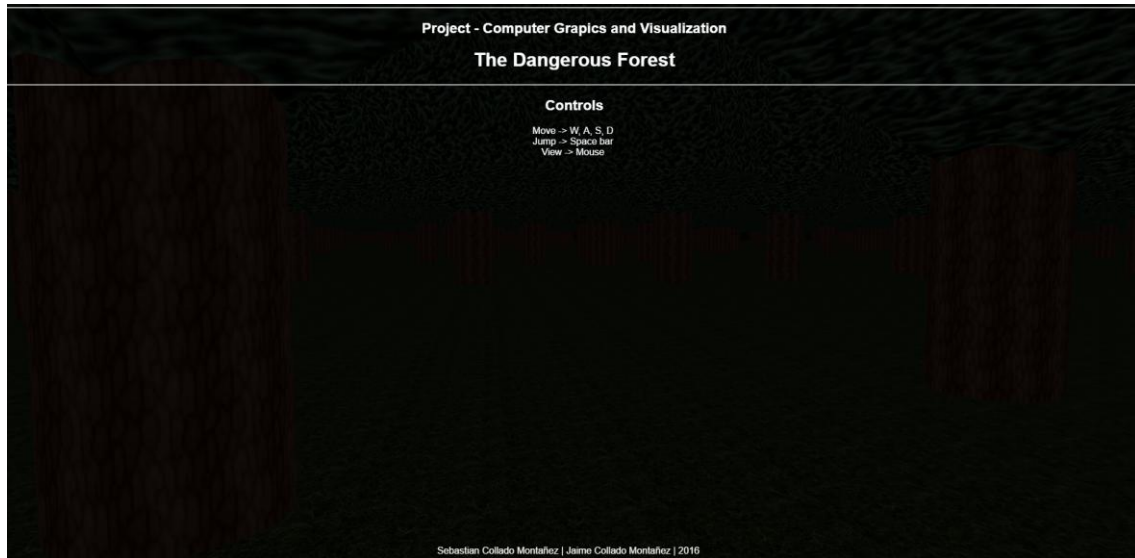 Project - Computer Grapics and Visualization
The Dangerous Forest
Controls
Move -> W, A, S, D
Jump -> Space bar
View -> Mouse
Sebastian Collado Montañez | Jaime Collado Montañez | 2016